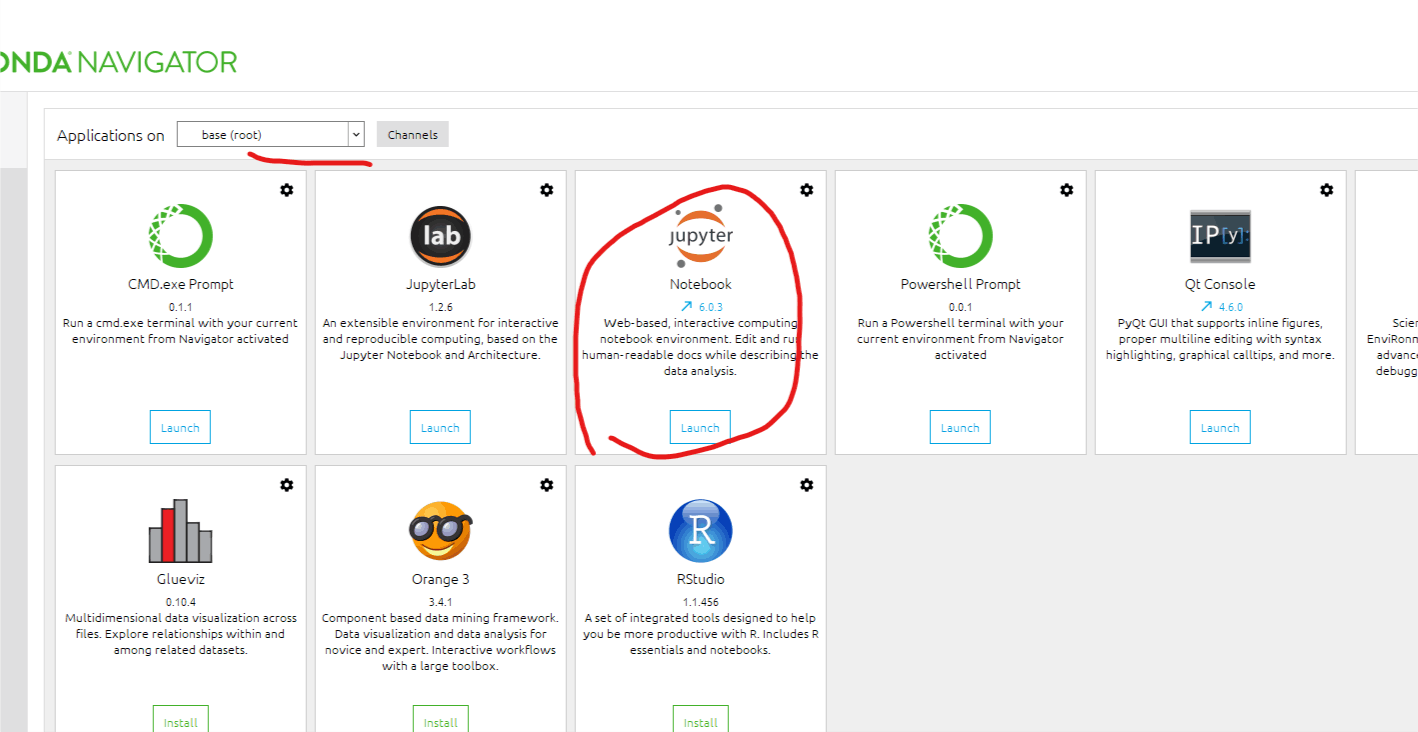 ONDA NAVIGATOR
Applications on base (root) Channels
CMD.exe Prompt
0.1.1
Run a cmd.exe terminal with your current
environment from Navigator activated
Launch
lab
JupyterLab
1.2.6
An extensible environment for interactive
and reproducible computing, based on the
Jupyter Notebook and Architecture.
Launch
jupyter
Notebook
6.0.3
Web-based, interactive computing
notebook environment. Edit and run
human-readable docs while describing the
data analysis.
Launch
Powershell Prompt
0.0.1
Run a Powershell terminal with your
current environment from Navigator
activated
Launch
IP[y]:
Qt Console
4.6.0
PyQt GUI that supports inline figures,
proper multiline editing with syntax
highlighting, graphical calltips, and more.
Launch
Scien
EnviRonm
advanc
debugg
Glueviz
0.10.4
Multidimensional data visualization across
files. Explore relationships within and
among related datasets.
Install
Orange 3
3.4.1
Component based data mining framework.
Data visualization and data analysis for
novice and expert. Interactive workflows
with a large toolbox.
Install
R
RStudio
1.1.456
A set of integrated tools designed to help
you be more productive with R. Includes R
essentials and notebooks.
Install